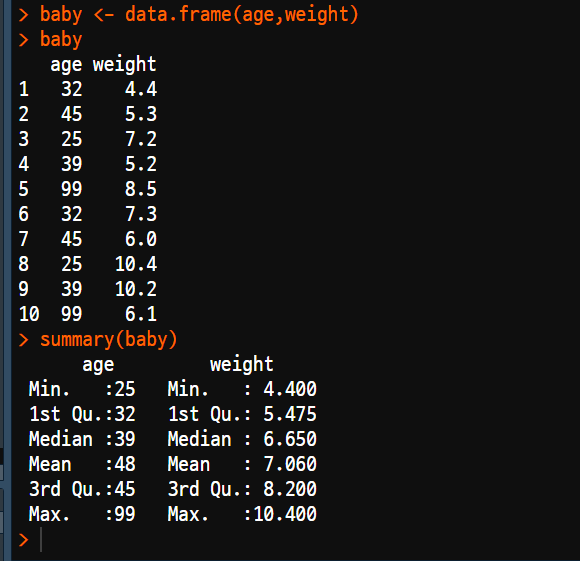 > baby <- data.frame(age,weight)
> baby
   age weight
1   32    4.4
2   45    5.3
3   25    7.2
4   39    5.2
5   99    8.5
6   32    7.3
7   45    6.0
8   25   10.4
9   39   10.2
10  99    6.1
> summary(baby)
      age         weight
 Min.   :25   Min.   : 4.400
 1st Qu.:32   1st Qu.: 5.475
 Median :39   Median : 6.650
 Mean   :48   Mean   : 7.060
 3rd Qu.:45   3rd Qu.: 8.200
 Max.   :99   Max.   :10.400
>